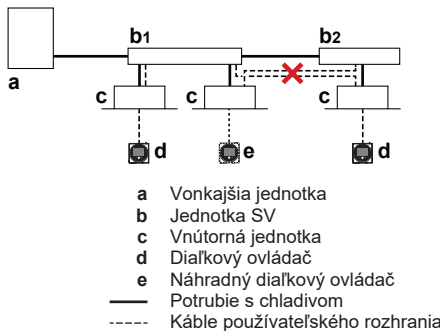 b1
b2
a
c
c
c
d
e
d
a Vonkajšia jednotka
b Jednotka SV
c Vnútorná jednotka
d Diaľkový ovládač
e Náhradný diaľkový ovládač
Potrubie s chladivom
Káble používateľského rozhrania